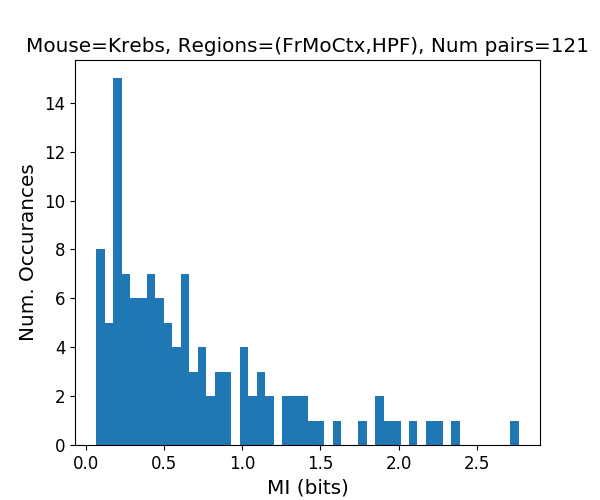 Mouse=Krebs, Regions=(FrMoCtx,HPF), Num pairs=121
14
12
10
8
6
4
2
0
Num. Occurances
0.0 0.5 1.0 1.5 2.0 2.5
MI (bits)